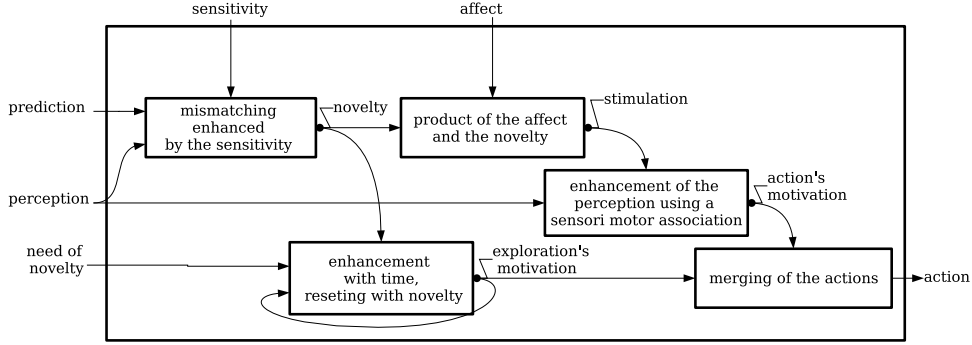 sensitivity
affect
prediction
mismatching
enhanced
by the sensitivity
novelty
product of the affect
and the novelty
stimulation
perception
enhancement of the
perception using a
sensori motor association
action's
motivation
need of
novelty
enhancement
with time,
reseting with novelty
exploration's
motivation
merging of the actions
action